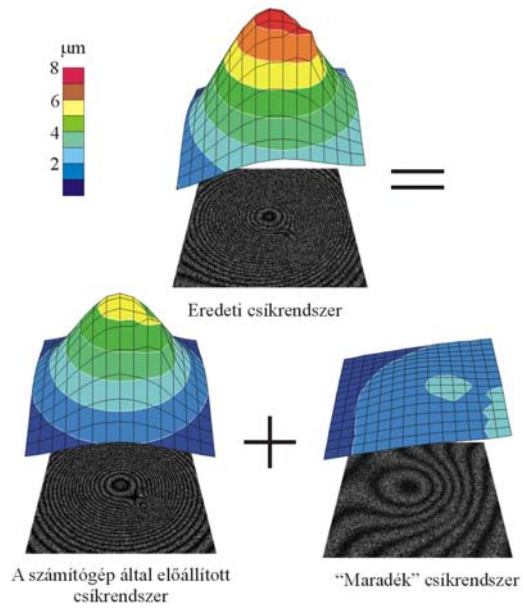 μm
8
6
4
2
Eredeti csíkrendszer
A számítógép által előállított
csíkrendszer
“Maradék” csíkrendszer